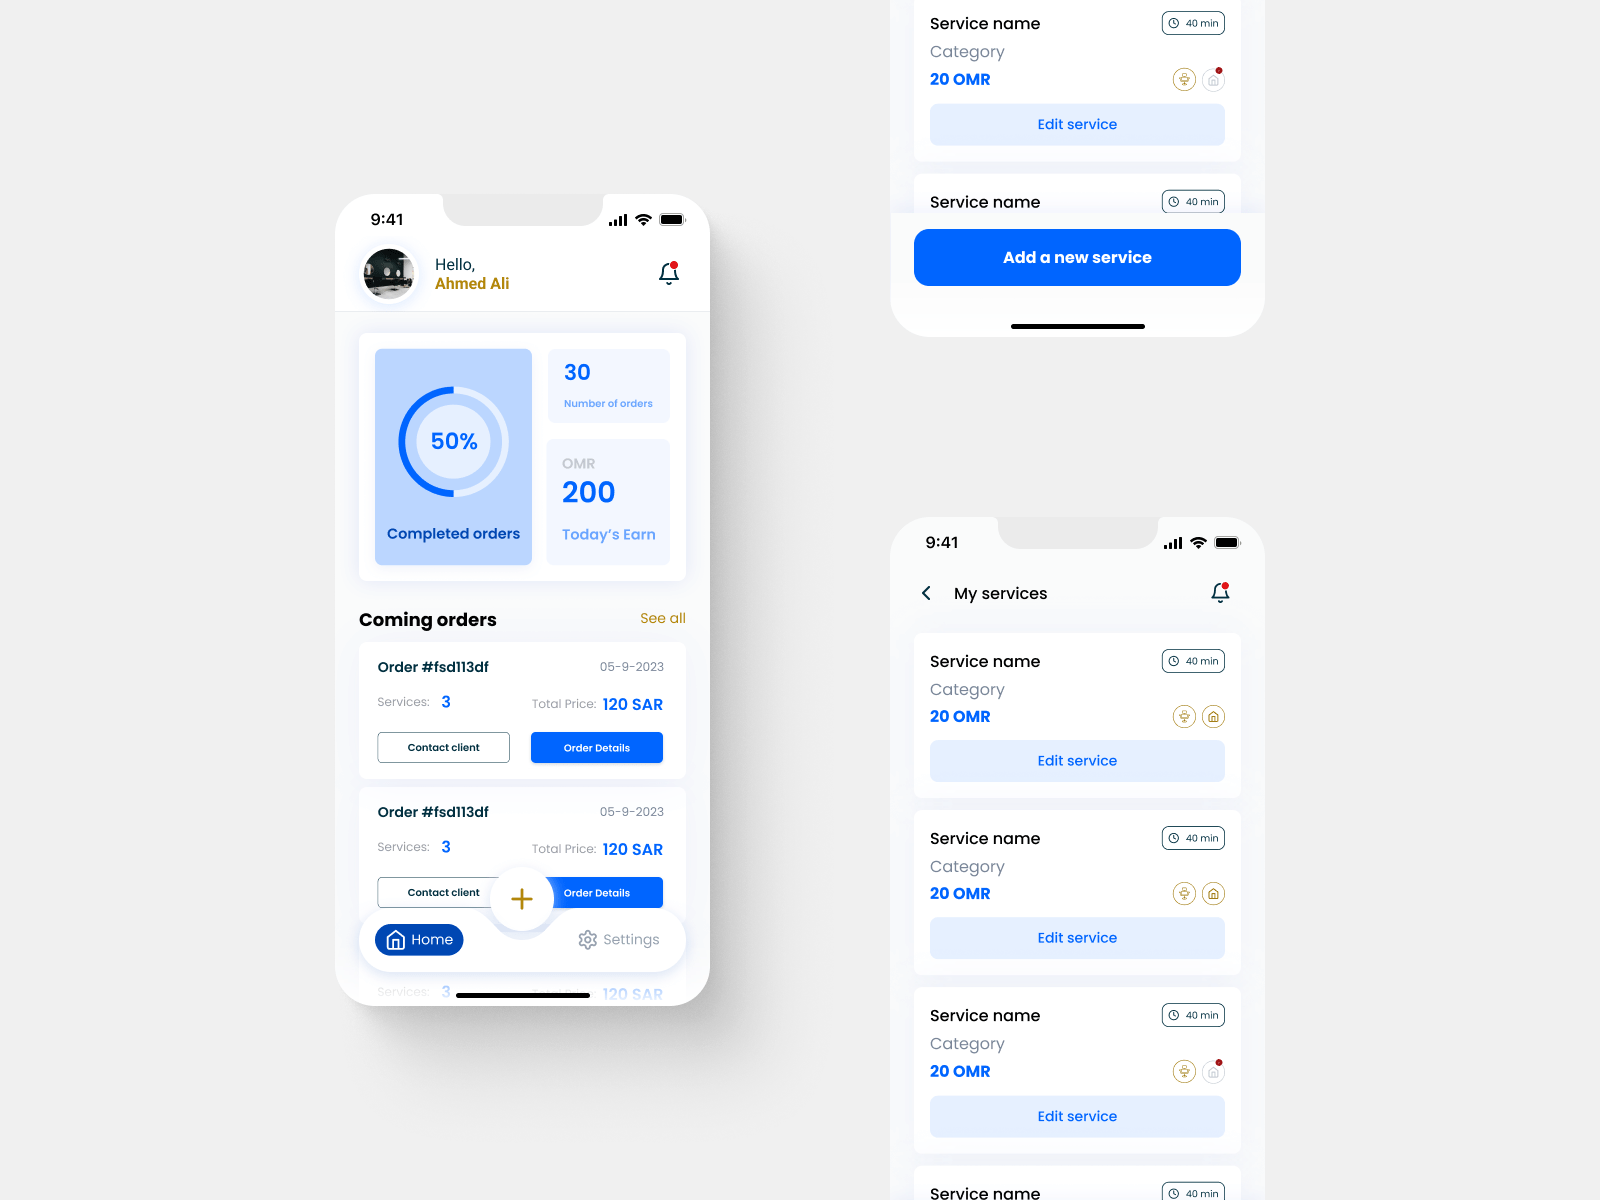 9:41
Hello,
Ahmed Ali
50%
Completed orders
30
Number of orders
OMR
200
Today’s Earn
Coming orders
See all
Order #fsd113df
05-9-2023
Services: 3
Total Price: 120 SAR
Contact client
Order Details
Order #fsd113df
05-9-2023
Services: 3
Total Price: 120 SAR
Contact client
Order Details
Home
Settings
Services: 3
Total Price: 120 SAR
Service name
40 min
Category
20 OMR
Edit service
Service name
40 min
Add a new service
9:41
My services
Service name
40 min
Category
20 OMR
Edit service
Service name
40 min
Category
20 OMR
Edit service
Service name
40 min
Category
20 OMR
Edit service
Service name
40 min